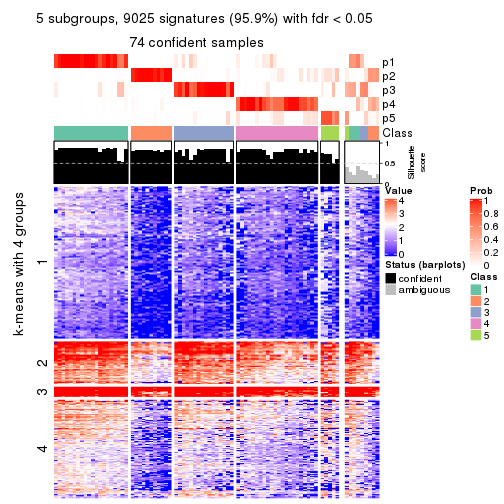 5 subgroups, 9025 signatures (95.9%) with fdr < 0.05
74 confident samples
p1
p2
p3
p4
p5
Class
1
0.5
0
Silhouette
score
k-means with 4 groups
1
2
3
4
Value
4
3
2
1
0
Status (barplots)
confident
ambiguous
Prob
1
0.8
0.6
0.4
0.2
0
Class
1
2
3
4
5